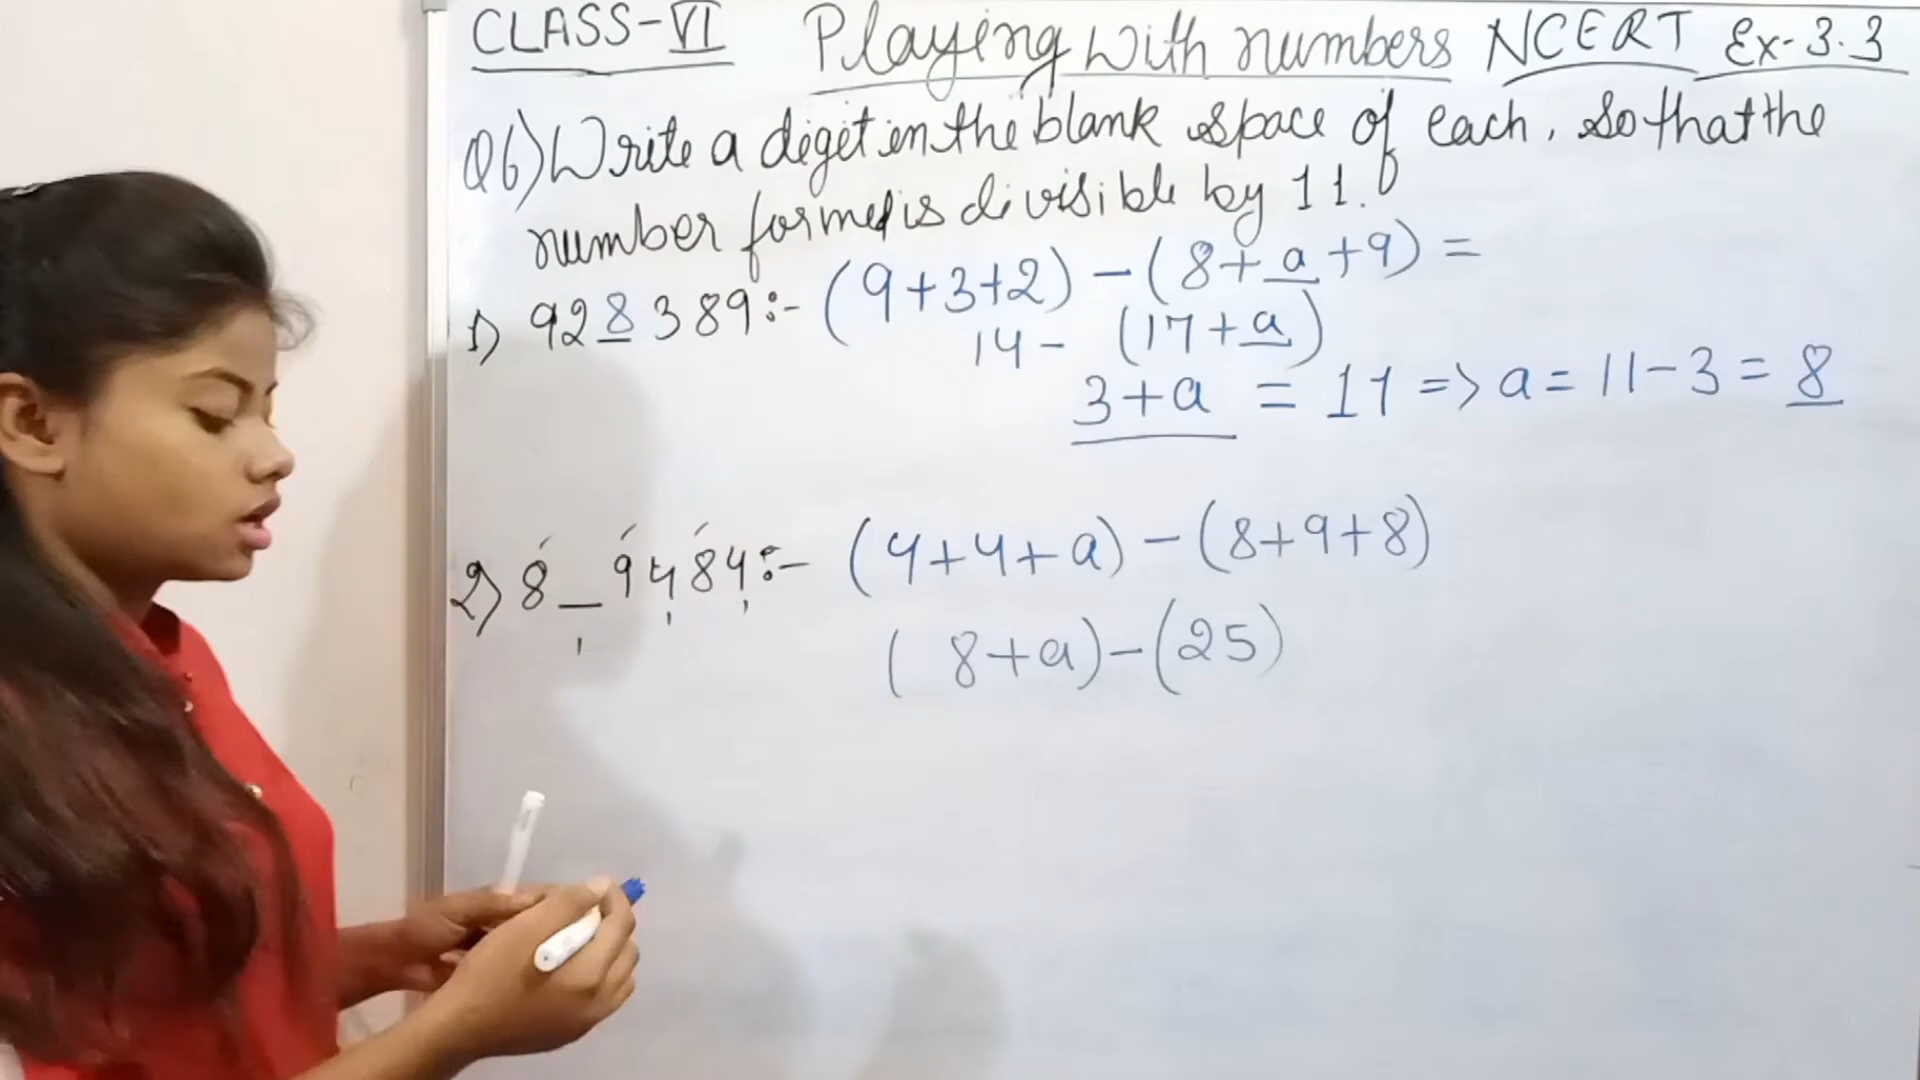 CLASS-VI Playing with numbers NCERT Ex-3.3
Q6) Write a digit in the blank space of each, so that the
number formed is divisible by 11.
1) 928389:- (9+3+2) - (8+a+9) =
14 - (17+a)
3+a = 11 => a = 11-3 = 8
2) 8_9484:- (4+4+a) - (8+9+8)
(8+a) - (25)